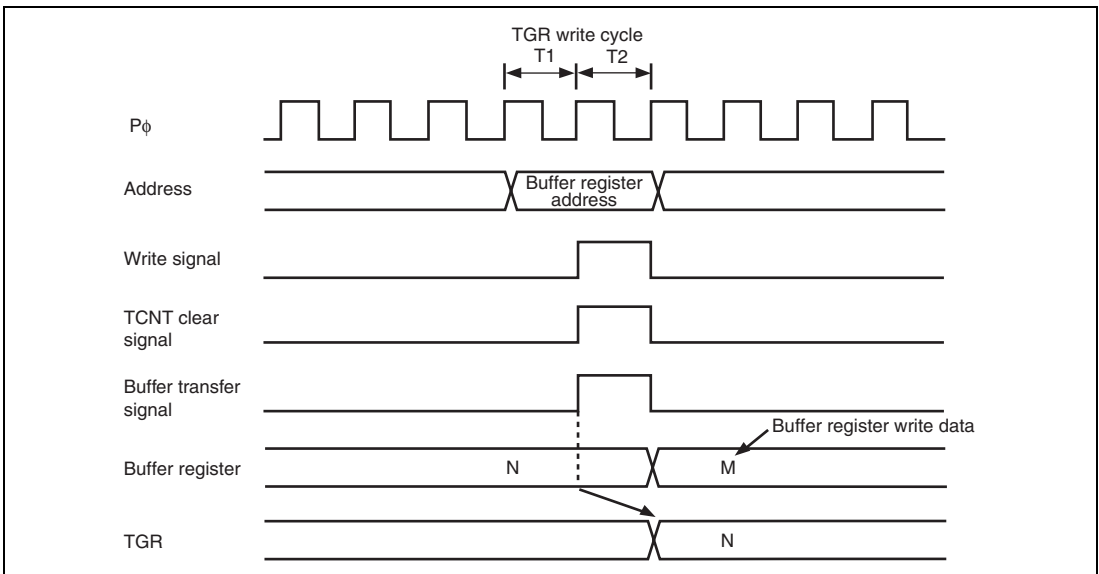 TGR write cycle
T1 T2
Pϕ
Address
Buffer register
address
Write signal
TCNT clear
signal
Buffer transfer
signal
Buffer register write data
Buffer register N M
TGR N